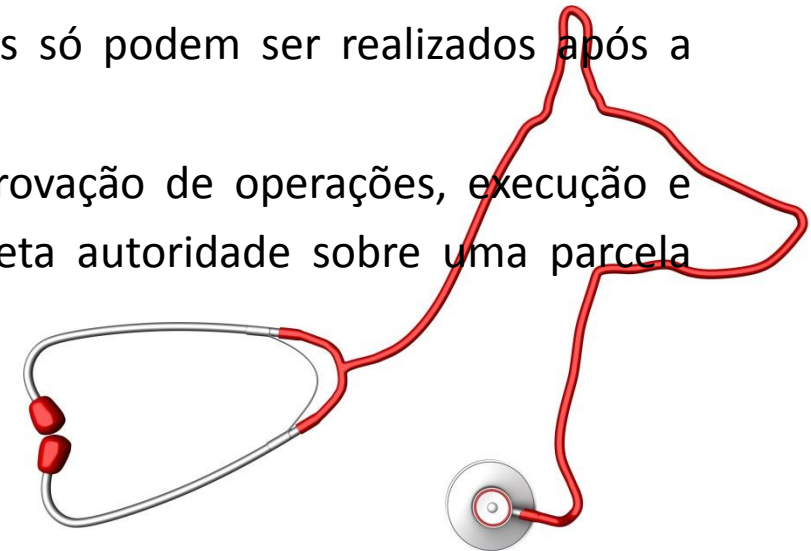 s só podem ser realizados após a
rovação de operações, execução e
eta autoridade sobre uma parcela